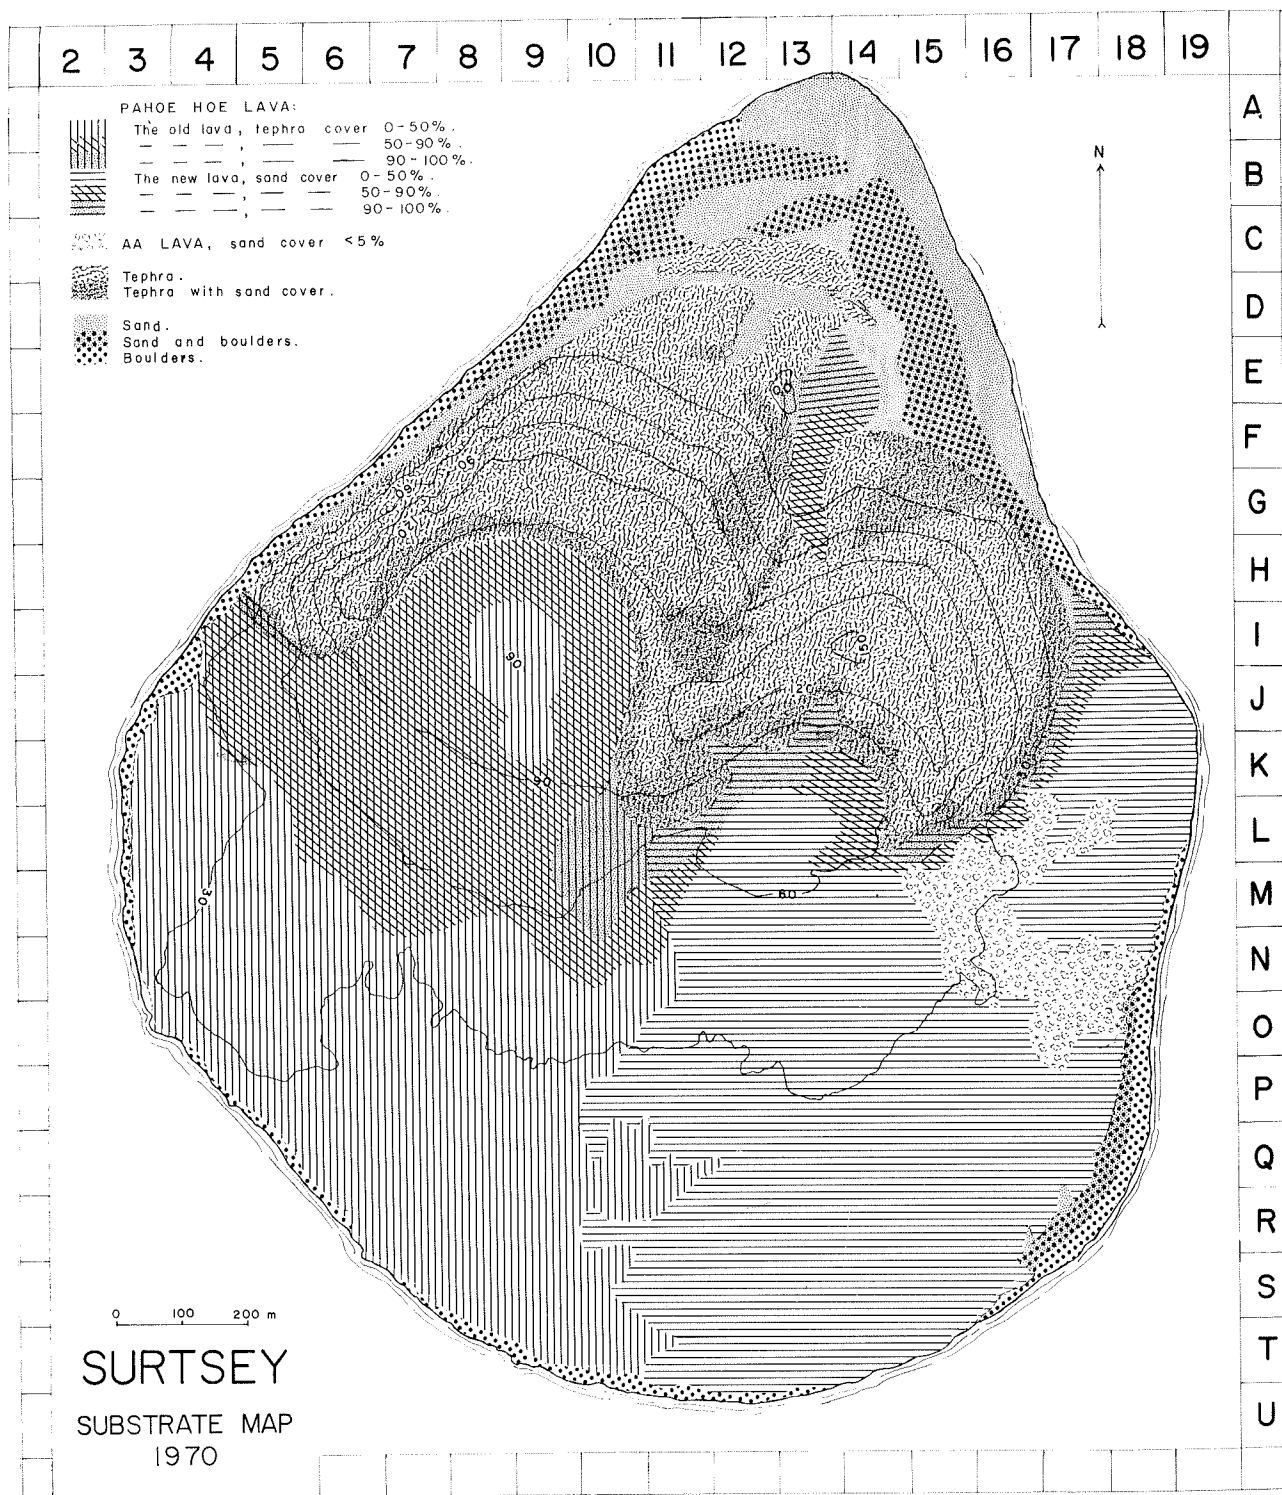 2 3 4 5 6 7 8 9 10 11 12 13 14 15 16 17 18 19
PAHOE HOE LAVA:
The old lava, tephra cover 0-50%.
— — — , — — 50-90%.
— — — , — — 90-100%.
The new lava, sand cover 0-50%.
— — — , — — 50-90%.
— — — , — — 90-100%.
AA LAVA, sand cover <5%
Tephra.
Tephra with sand cover.
Sand.
Sand and boulders.
Boulders.
N
A
B
C
D
E
F
G
H
I
J
K
L
M
N
O
P
Q
R
S
T
U
90
90
60
30
0 100 200 m
SURTSEY
SUBSTRATE MAP
1970